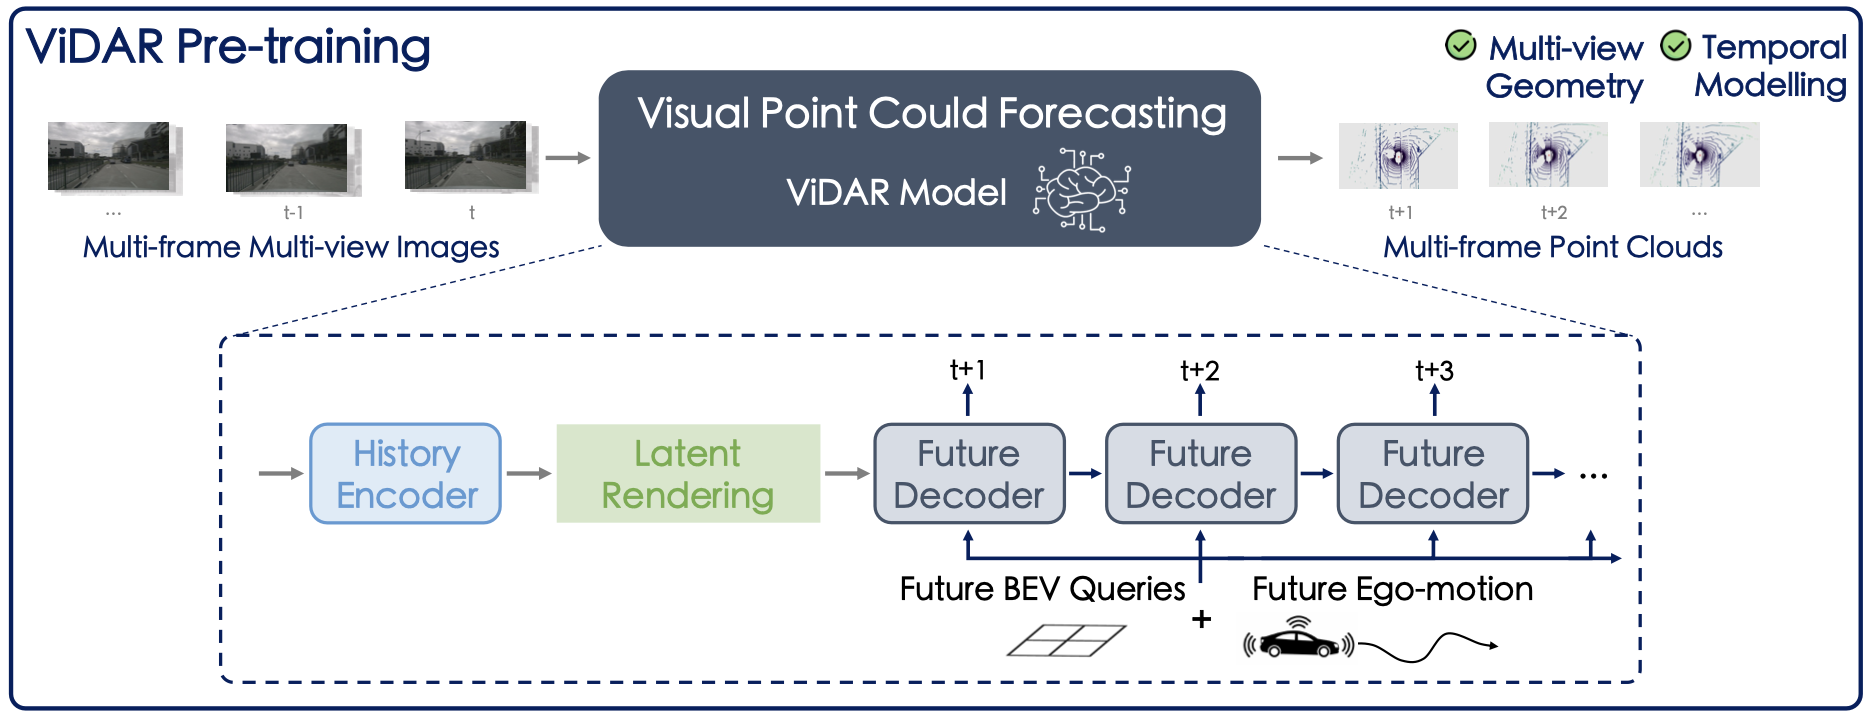 ViDAR Pre-training
Multi-view
Geometry
Temporal
Modelling
Visual Point Could Forecasting
ViDAR Model
...
t-1
t
Multi-frame Multi-view Images
t+1
t+2
...
Multi-frame Point Clouds
t+1
t+2
t+3
History
Encoder
Latent
Rendering
Future
Decoder
Future
Decoder
Future
Decoder
...
Future BEV Queries
+
Future Ego-motion